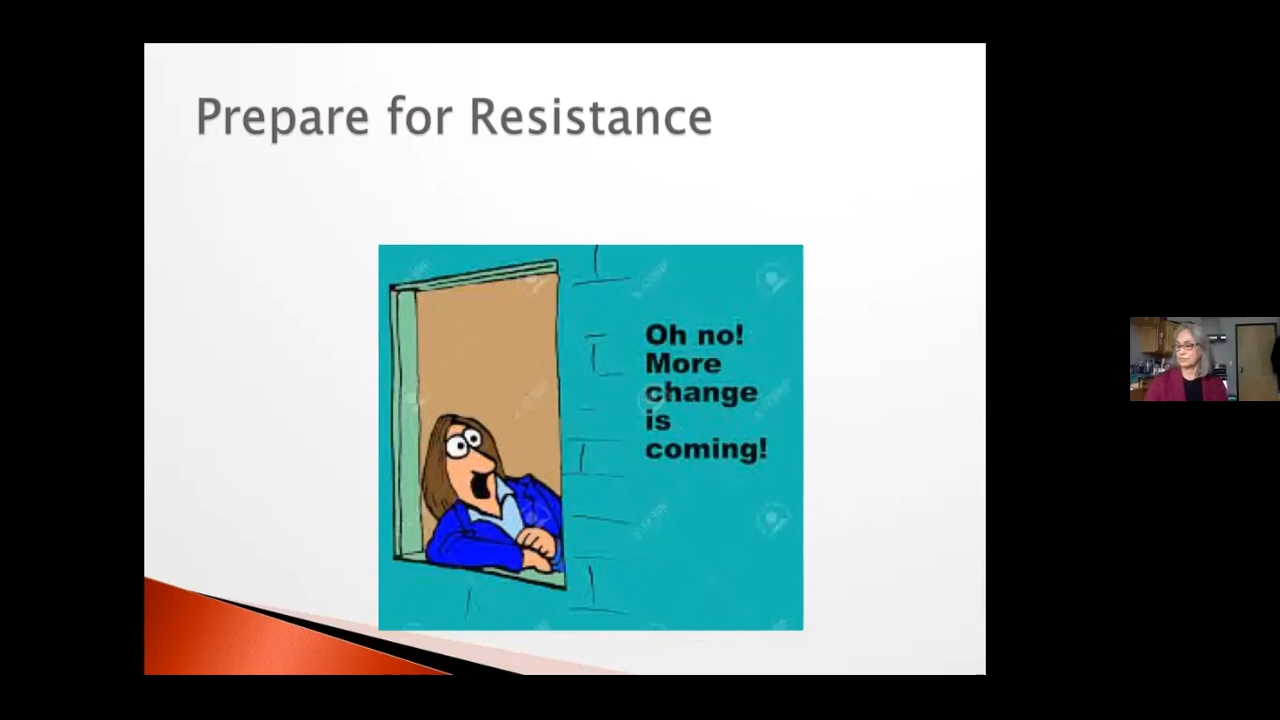 Prepare for Resistance
Oh no!
More
change
is
coming!